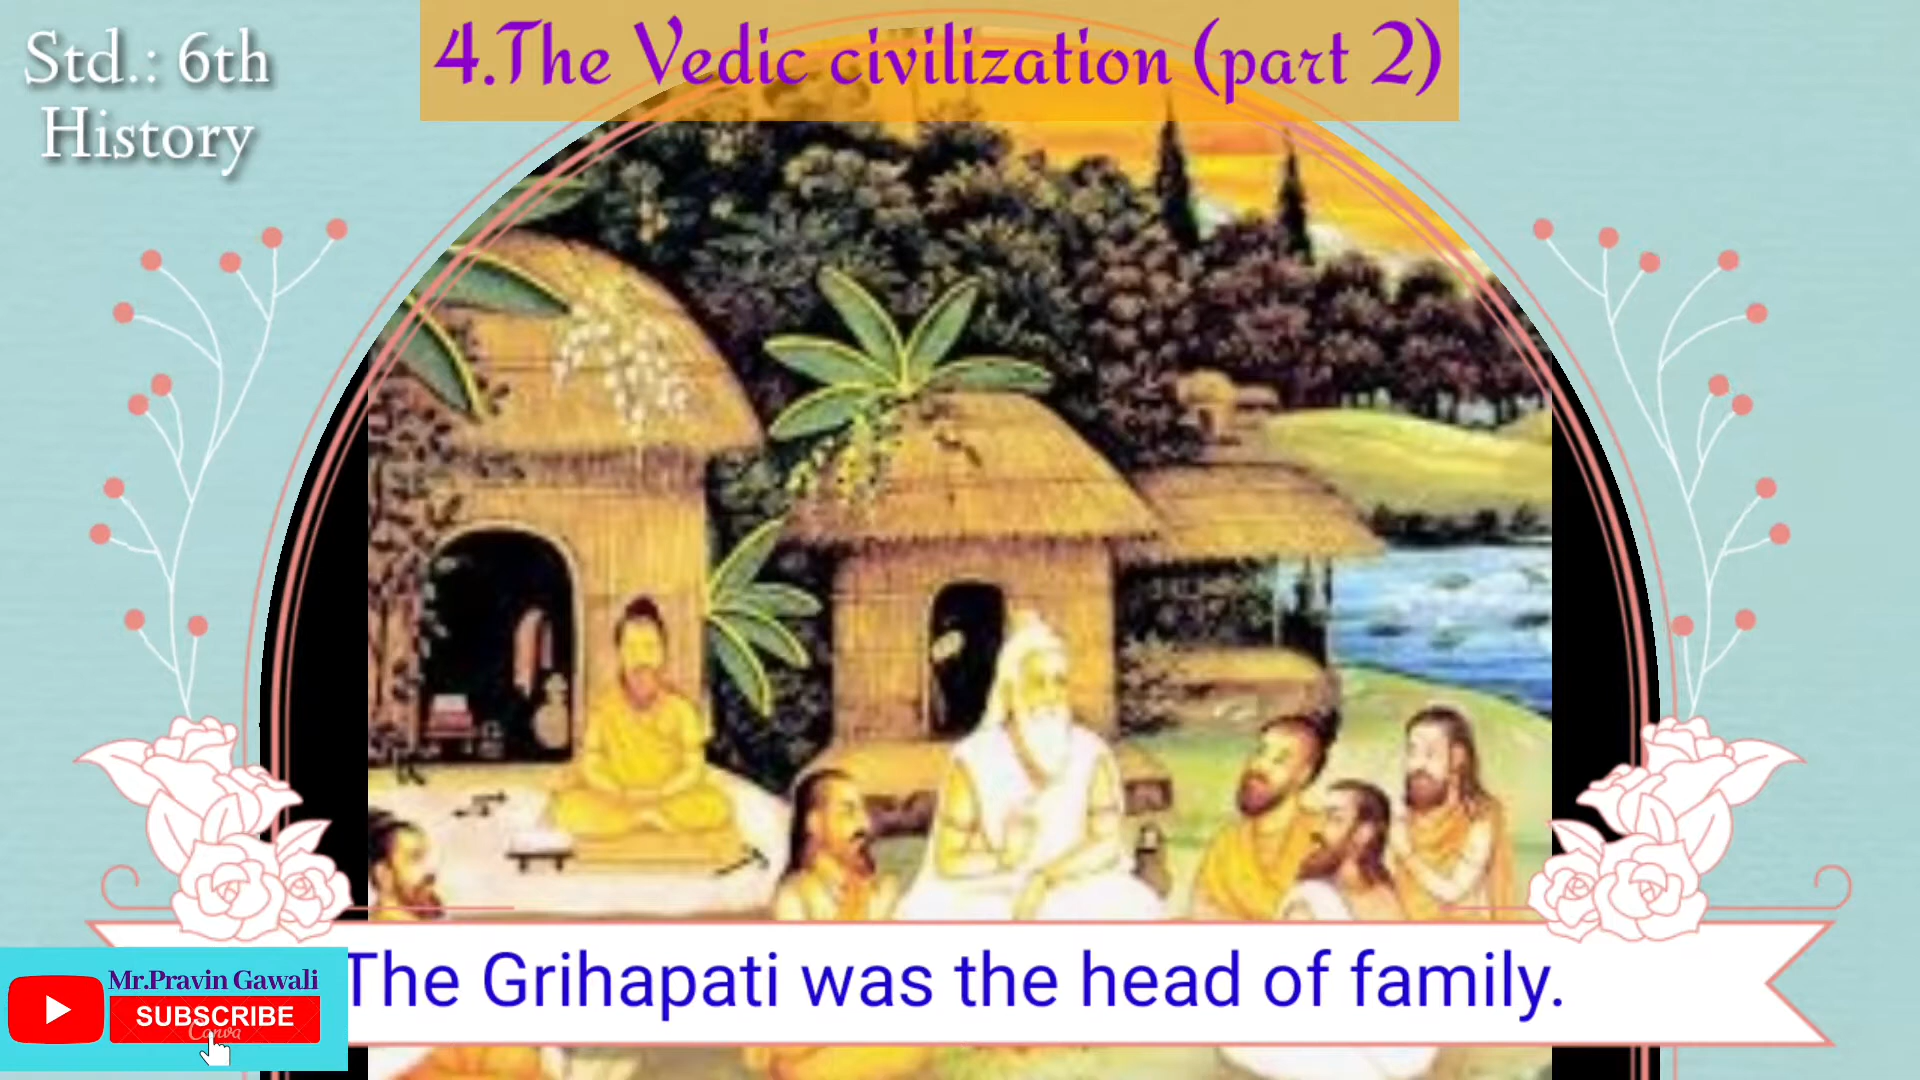 Std.: 6th
History
4.The Vedic civilization (part 2)
The Grihapati was the head of family.
Mr.Pravin Gawali
SUBSCRIBE
Canva